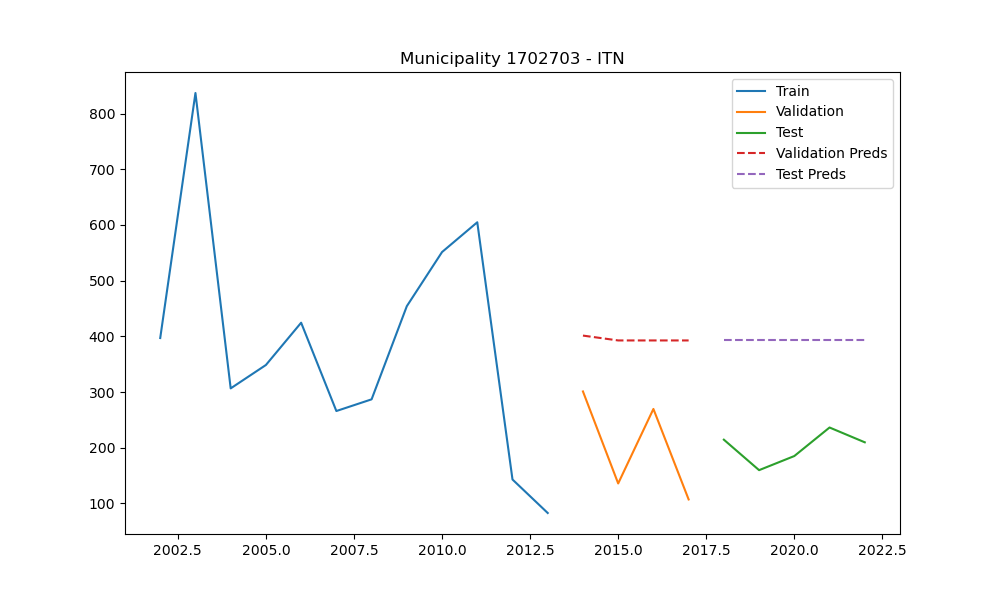 Municipality 1702703 - ITN
Train
Validation
Test
Validation Preds
Test Preds
800
700
600
500
400
300
200
100
2002.5 2005.0 2007.5 2010.0 2012.5 2015.0 2017.5 2020.0 2022.5